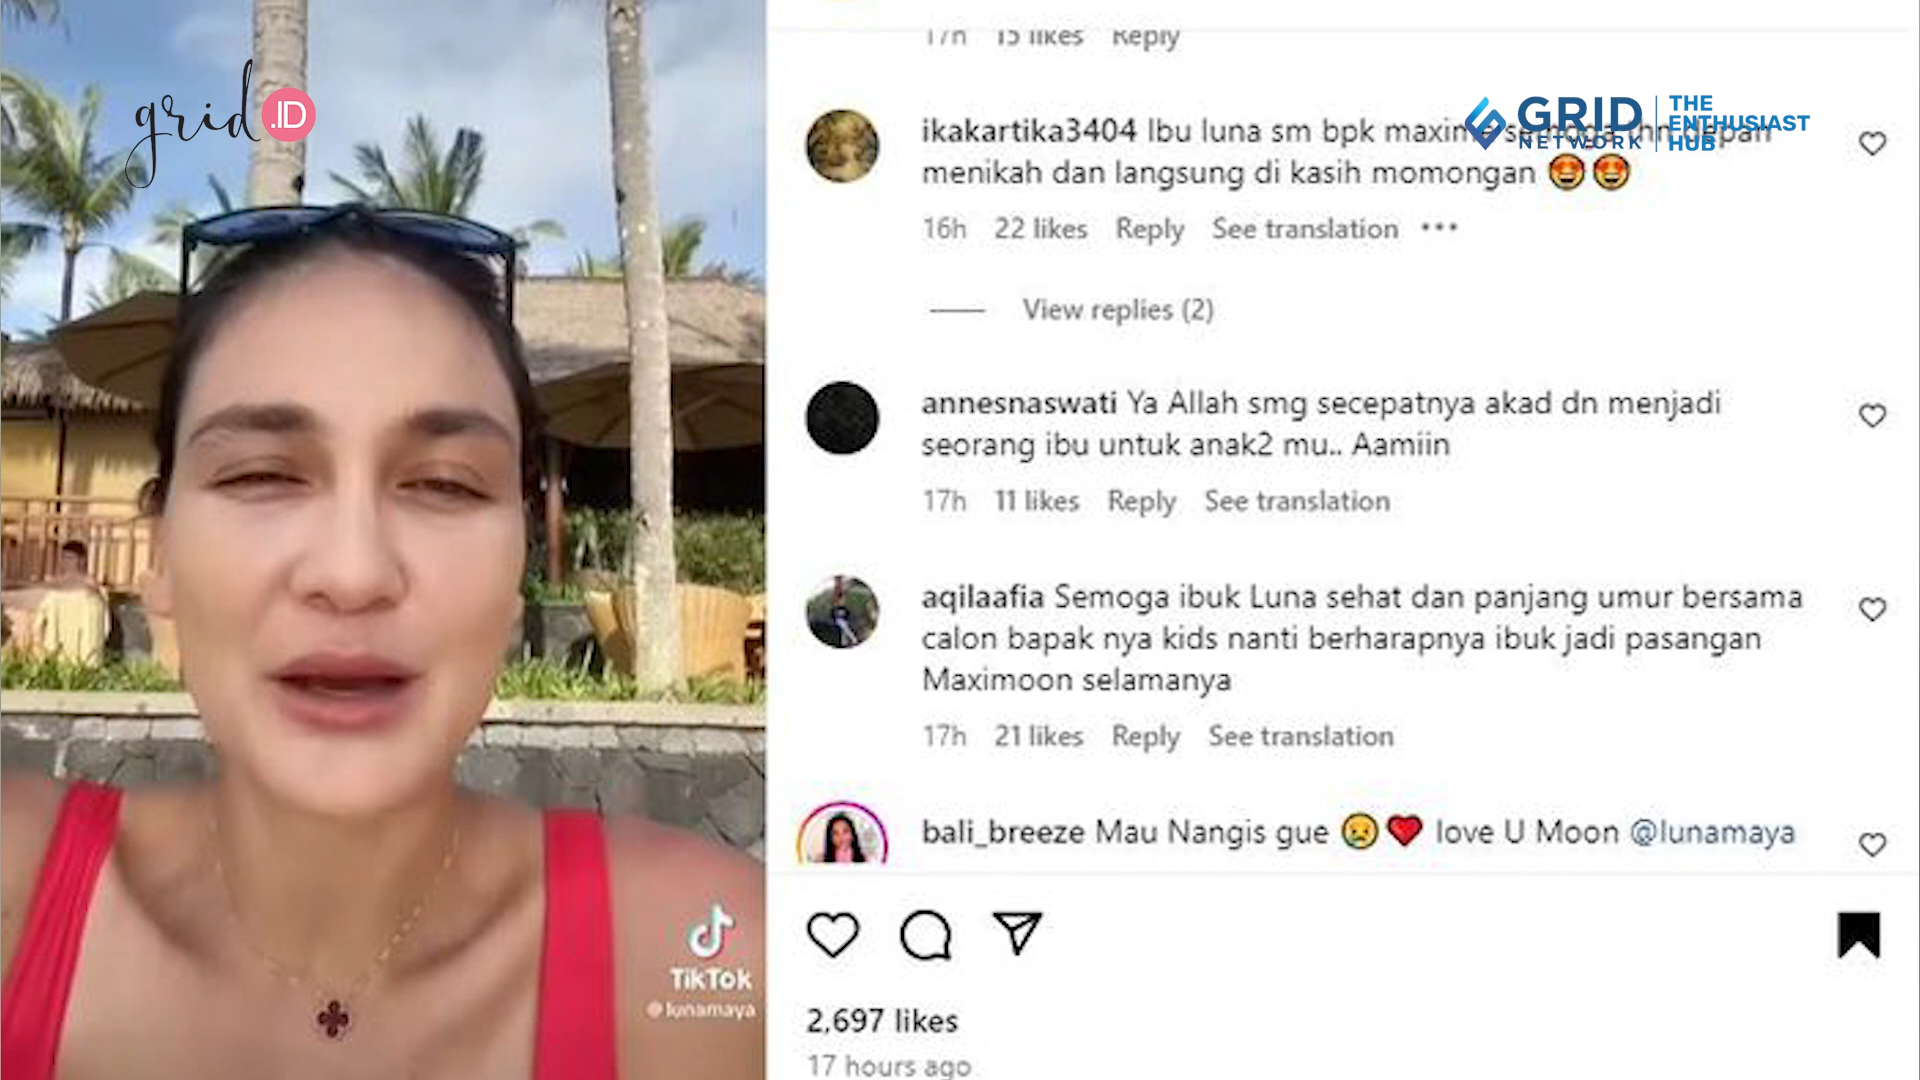 grid.ID
TikTok
@lunamaya
17h 15 likes Reply
GRID NETWORK
THE ENTHUSIAST HUB
ikakartika3404 Ibu luna sm bpk maxime semoga thn depan
menikah dan langsung di kasih momongan 🤩🤩
16h 22 likes Reply See translation •••
View replies (2)
annesnaswati Ya Allah smg secepatnya akad dn menjadi
seorang ibu untuk anak2 mu.. Aamiin
17h 11 likes Reply See translation
aqilaafia Semoga ibuk Luna sehat dan panjang umur bersama
calon bapak nya kids nanti berharapnya ibuk jadi pasangan
Maximoon selamanya
17h 21 likes Reply See translation
bali_breeze Mau Nangis gue 😢❤️ love U Moon @lunamaya
2,697 likes
17 hours ago